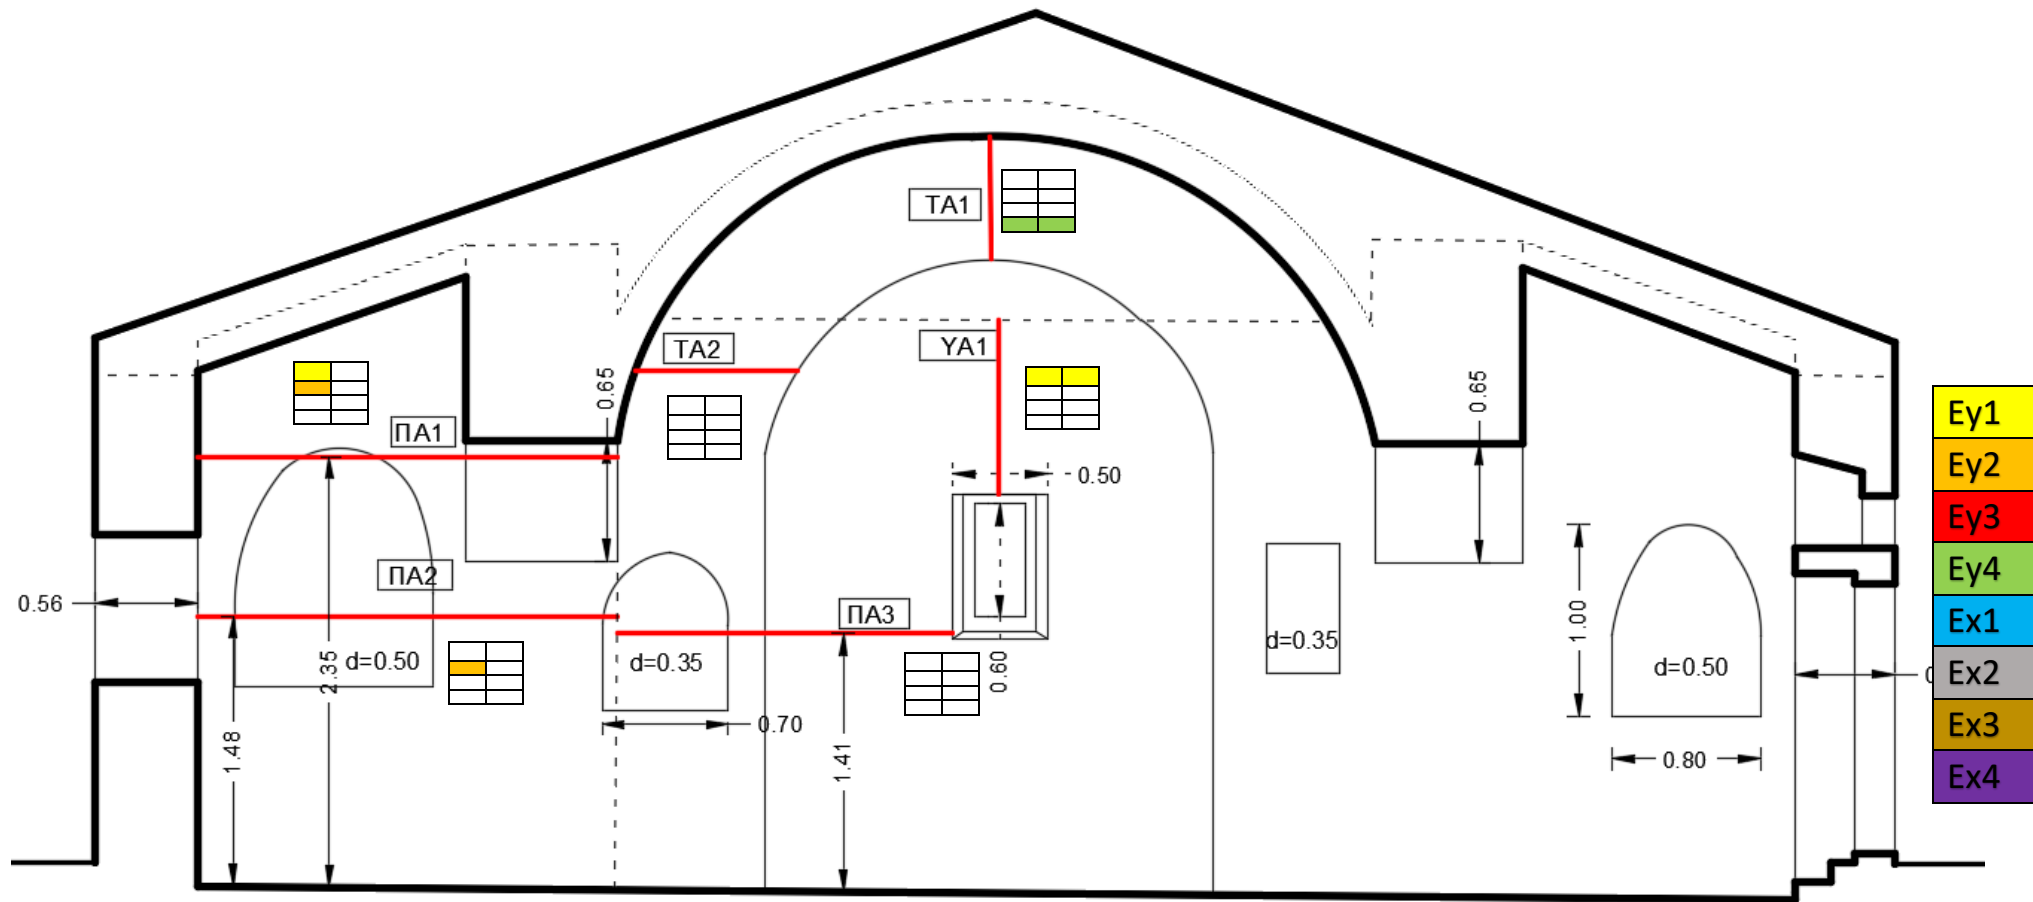 TA1
TA2
YA1
0.65
0.65
ΠA1
0.50
ΠA2
0.56
ΠA3
d=0.50
2.35
d=0.35
0.60
d=0.35
1.00
d=0.50
0.70
1.48
1.41
0.80
Ey1
Ey2
Ey3
Ey4
Ex1
Ex2
Ex3
Ex4